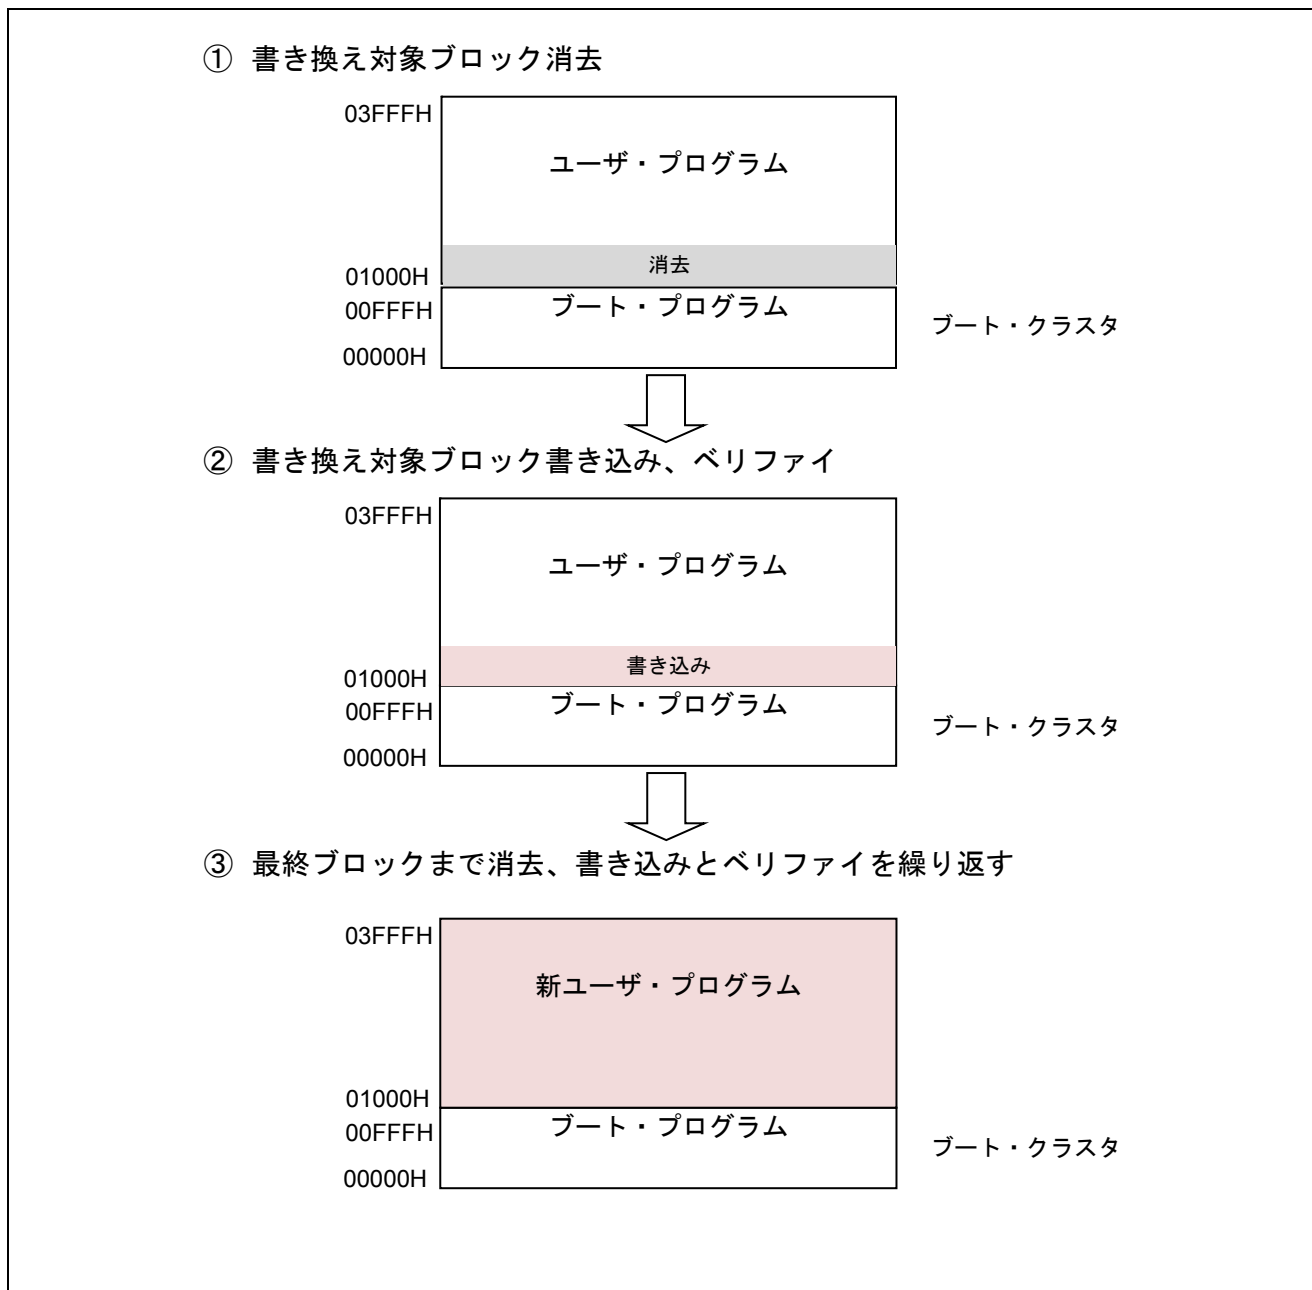 ① 書き換え対象ブロック消去
03FFFH
ユーザ・プログラム
消去
01000H
ブート・プログラム
00FFFH
ブート・クラスタ
00000H
② 書き換え対象ブロック書き込み、ベリファイ
03FFFH
ユーザ・プログラム
書き込み
01000H
ブート・プログラム
00FFFH
ブート・クラスタ
00000H
③ 最終ブロックまで消去、書き込みとベリファイを繰り返す
03FFFH
新ユーザ・プログラム
01000H
ブート・プログラム
00FFFH
ブート・クラスタ
00000H